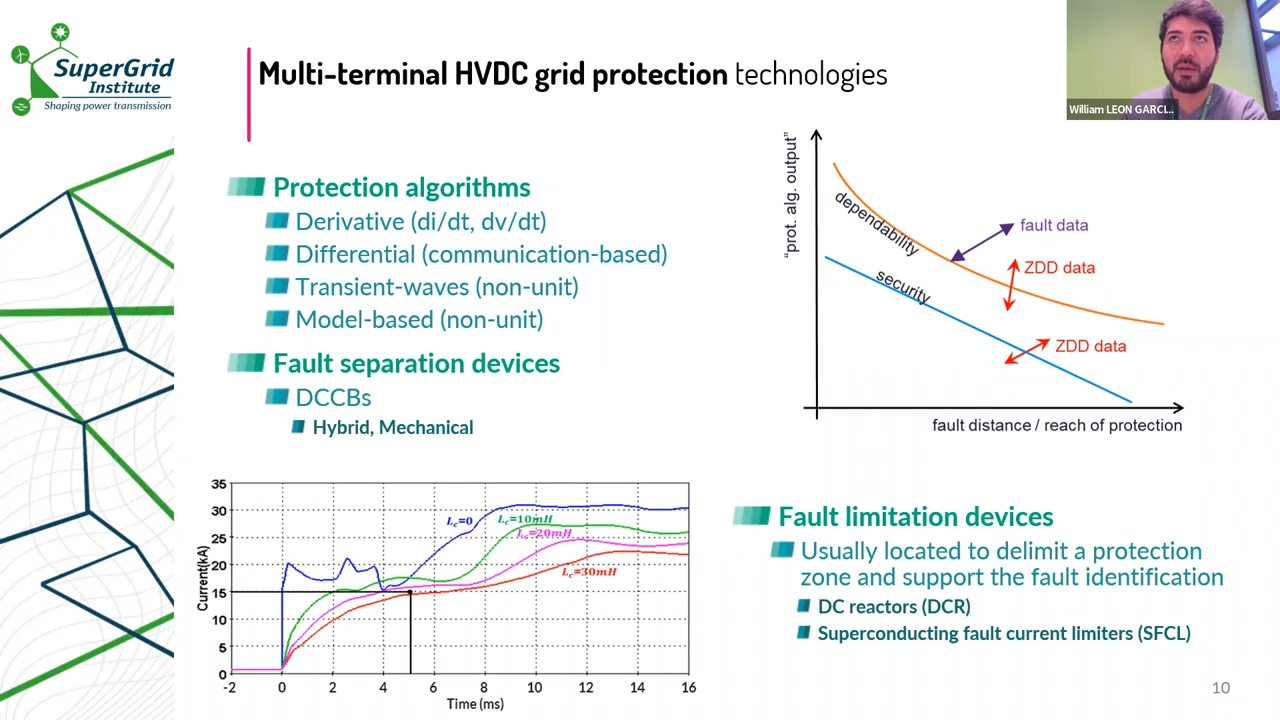 SuperGrid
Institute
Shaping power transmission
Multi-terminal HVDC grid protection technologies
William LEON GARCI...
Protection algorithms
Derivative (di/dt, dv/dt)
Differential (communication-based)
Transient-waves (non-unit)
Model-based (non-unit)
Fault separation devices
DCCBs
Hybrid, Mechanical
"prot. alg. output"
dependability
security
fault data
ZDD data
ZDD data
fault distance / reach of protection
35
30
25
20
15
10
5
0
Current(kA)
L_c=0
L_c=10mH
L_c=20mH
L_c=30mH
-2 0 2 4 6 8 10 12 14 16
Time (ms)
Fault limitation devices
Usually located to delimit a protection
zone and support the fault identification
DC reactors (DCR)
Superconducting fault current limiters (SFCL)
10